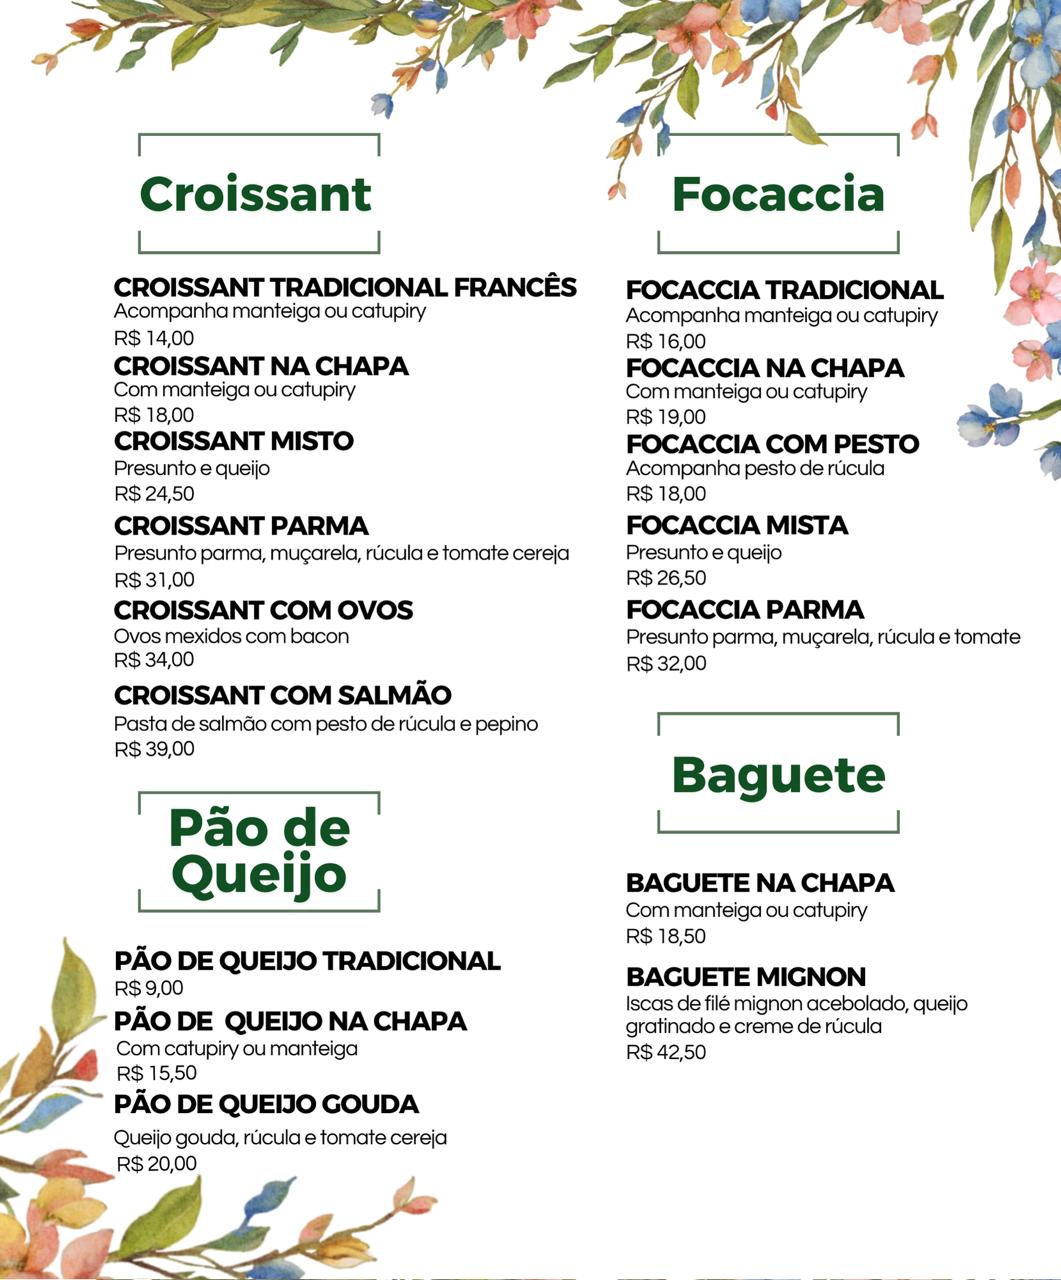 Croissant
CROISSANT TRADICIONAL FRANCÊS
Acompanha manteiga ou catupiry
R$ 14,00
CROISSANT NA CHAPA
Com manteiga ou catupiry
R$ 18,00
CROISSANT MISTO
Presunto e queijo
R$ 24,50
CROISSANT PARMA
Presunto parma, muçarela, rúcula e tomate cereja
R$ 31,00
CROISSANT COM OVOS
Ovos mexidos com bacon
R$ 34,00
CROISSANT COM SALMÃO
Pasta de salmão com pesto de rúcula e pepino
R$ 39,00
Pão de
Queijo
PÃO DE QUEIJO TRADICIONAL
R$ 9,00
PÃO DE QUEIJO NA CHAPA
Com catupiry ou manteiga
R$ 15,50
PÃO DE QUEIJO GOUDA
Queijo gouda, rúcula e tomate cereja
R$ 20,00
Focaccia
FOCACCIA TRADICIONAL
Acompanha manteiga ou catupiry
R$ 16,00
FOCACCIA NA CHAPA
Com manteiga ou catupiry
R$ 19,00
FOCACCIA COM PESTO
Acompanha pesto de rúcula
R$ 18,00
FOCACCIA MISTA
Presunto e queijo
R$ 26,50
FOCACCIA PARMA
Presunto parma, muçarela, rúcula e tomate
R$ 32,00
Baguete
BAGUETE NA CHAPA
Com manteiga ou catupiry
R$ 18,50
BAGUETE MIGNON
Iscas de filé mignon acebolado, queijo
gratinado e creme de rúcula
R$ 42,50